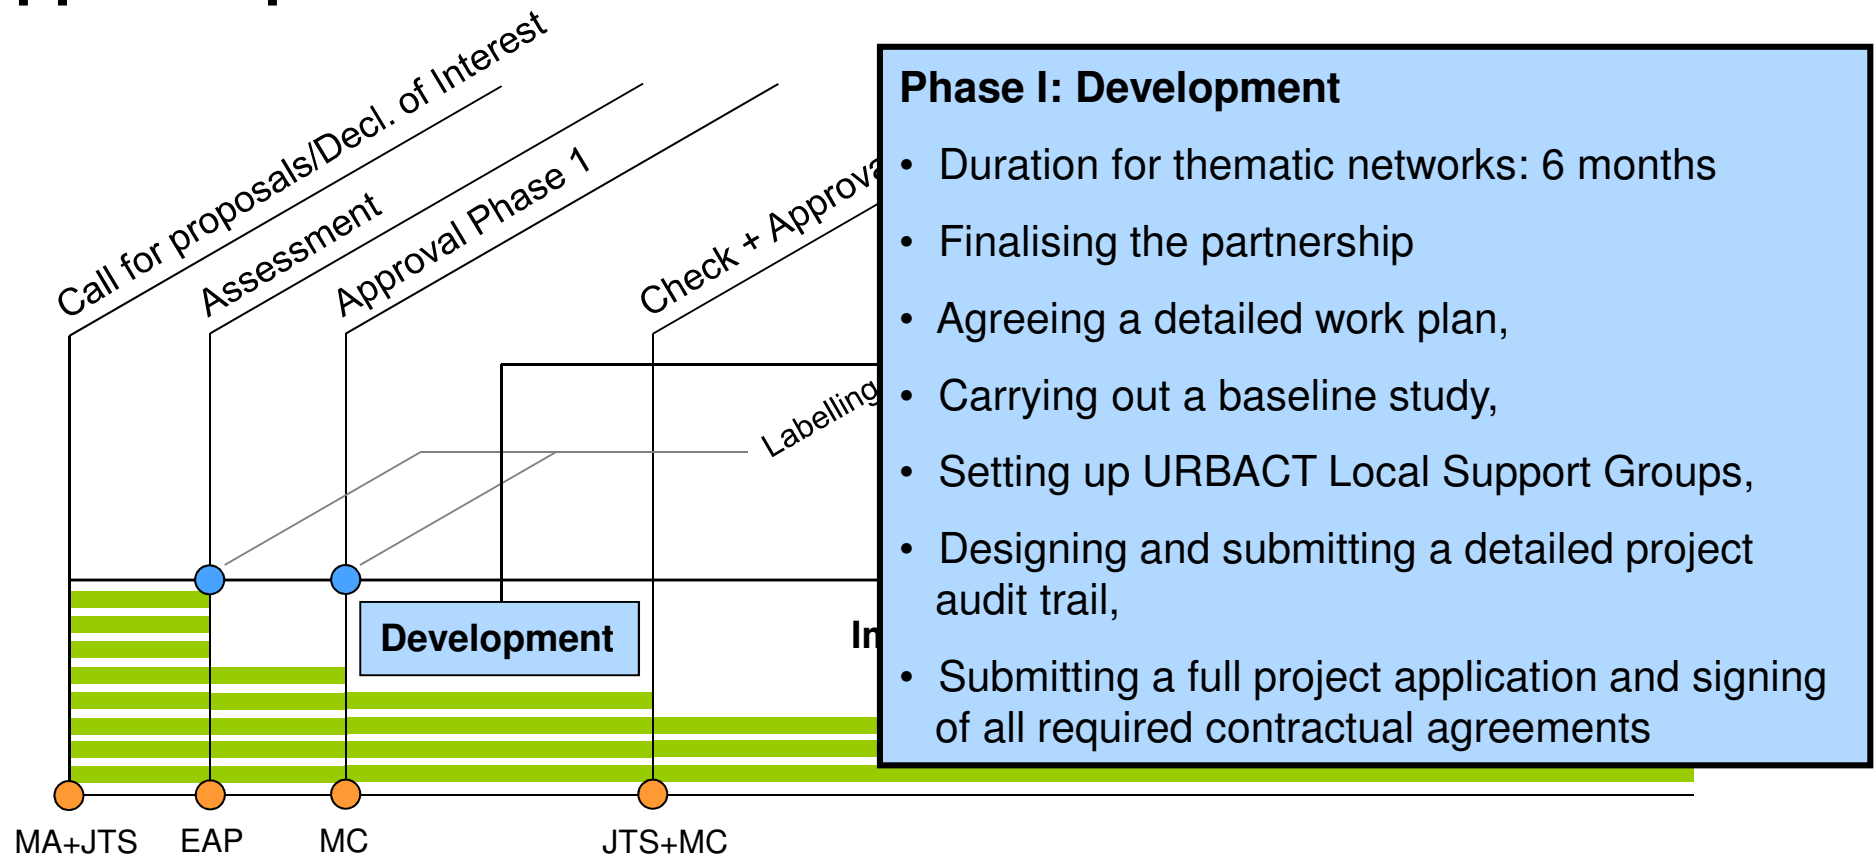 Call for proposals/Decl. of Interest
Assessment
Approval Phase 1
Check + Approva
Labelling
Development
In
Phase I: Development
• Duration for thematic networks: 6 months
• Finalising the partnership
• Agreeing a detailed work plan,
• Carrying out a baseline study,
• Setting up URBACT Local Support Groups,
• Designing and submitting a detailed project
audit trail,
• Submitting a full project application and signing
of all required contractual agreements
MA+JTS
EAP
MC
JTS+MC